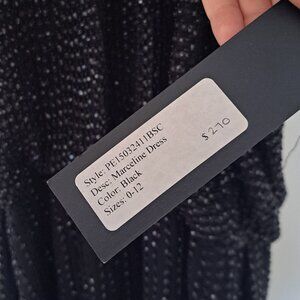 Style: PE15032411BSC
Desc: Marceline Dress
Color: Black
Sizes: 0-12
$270